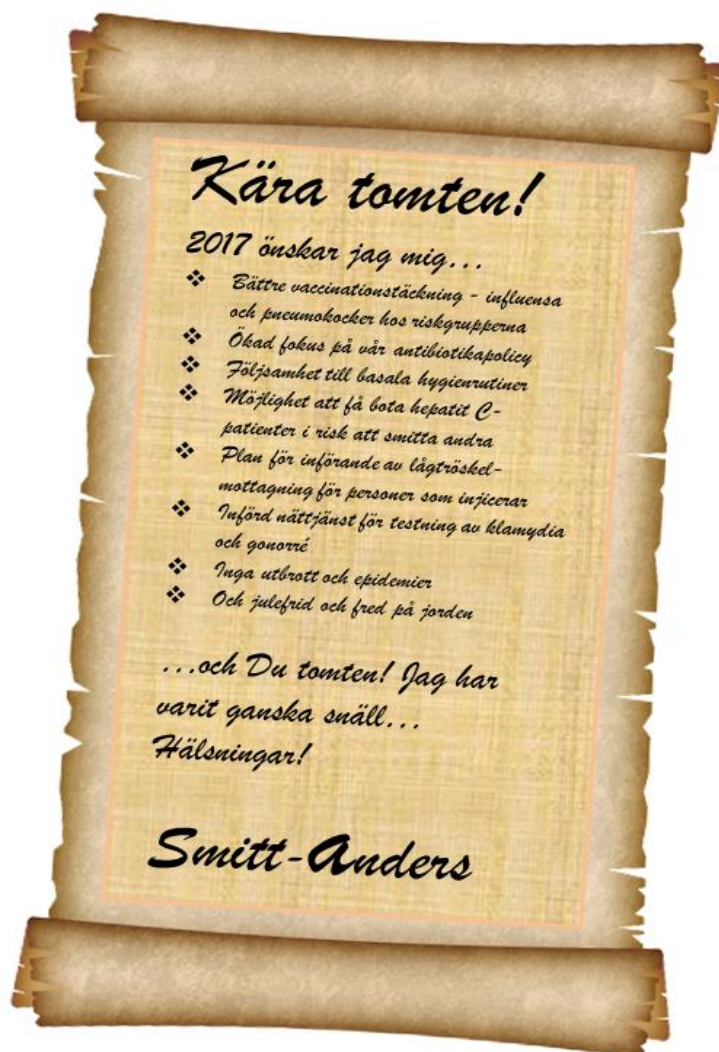 Kära tomten!
2017 önskar jag mig...
❖ Bättre vaccinationstäckning - influensa
och pneumokocker hos riskgrupperna
❖ Ökad fokus på vår antibiotikapolicy
❖ Följsamhet till basala hygienrutiner
❖ Möjlighet att få bota hepatit C-
patienter i risk att smitta andra
❖ Plan för införande av lågtröskel-
mottagning för personer som injicerar
❖ Införd nättjänst för testning av klamydia
och gonorré
❖ Inga utbrott och epidemier
❖ Och julefrid och fred på jorden
...och Du tomten! Jag har
varit ganska snäll...
Hälsningar!
Smitt-Anders